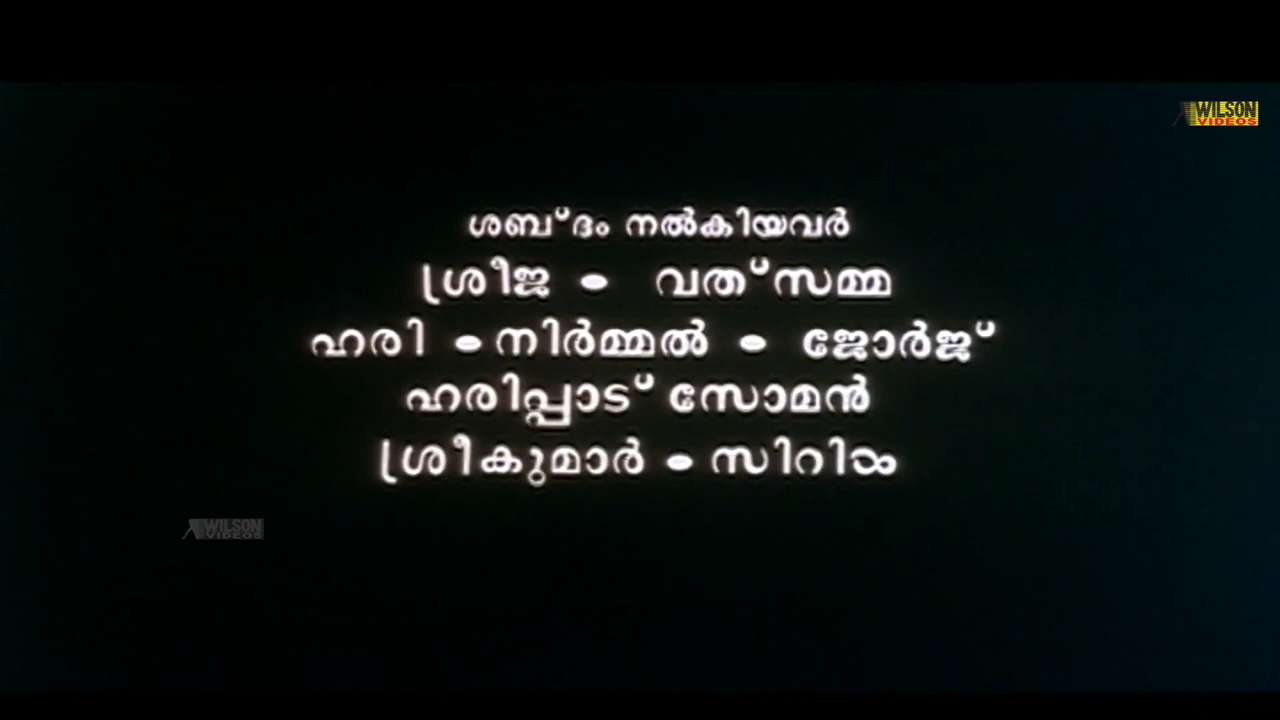 WILSON
VIDEOS
ശബ്ദം നൽകിയവർ
ശ്രീജ • വത്സമ്മ
ഹരി • നിർമ്മൽ • ജോർജ്
ഹരിപ്പാട് സോമൻ
ശ്രീകുമാർ • സിറിൾ
WILSON
VIDEOS